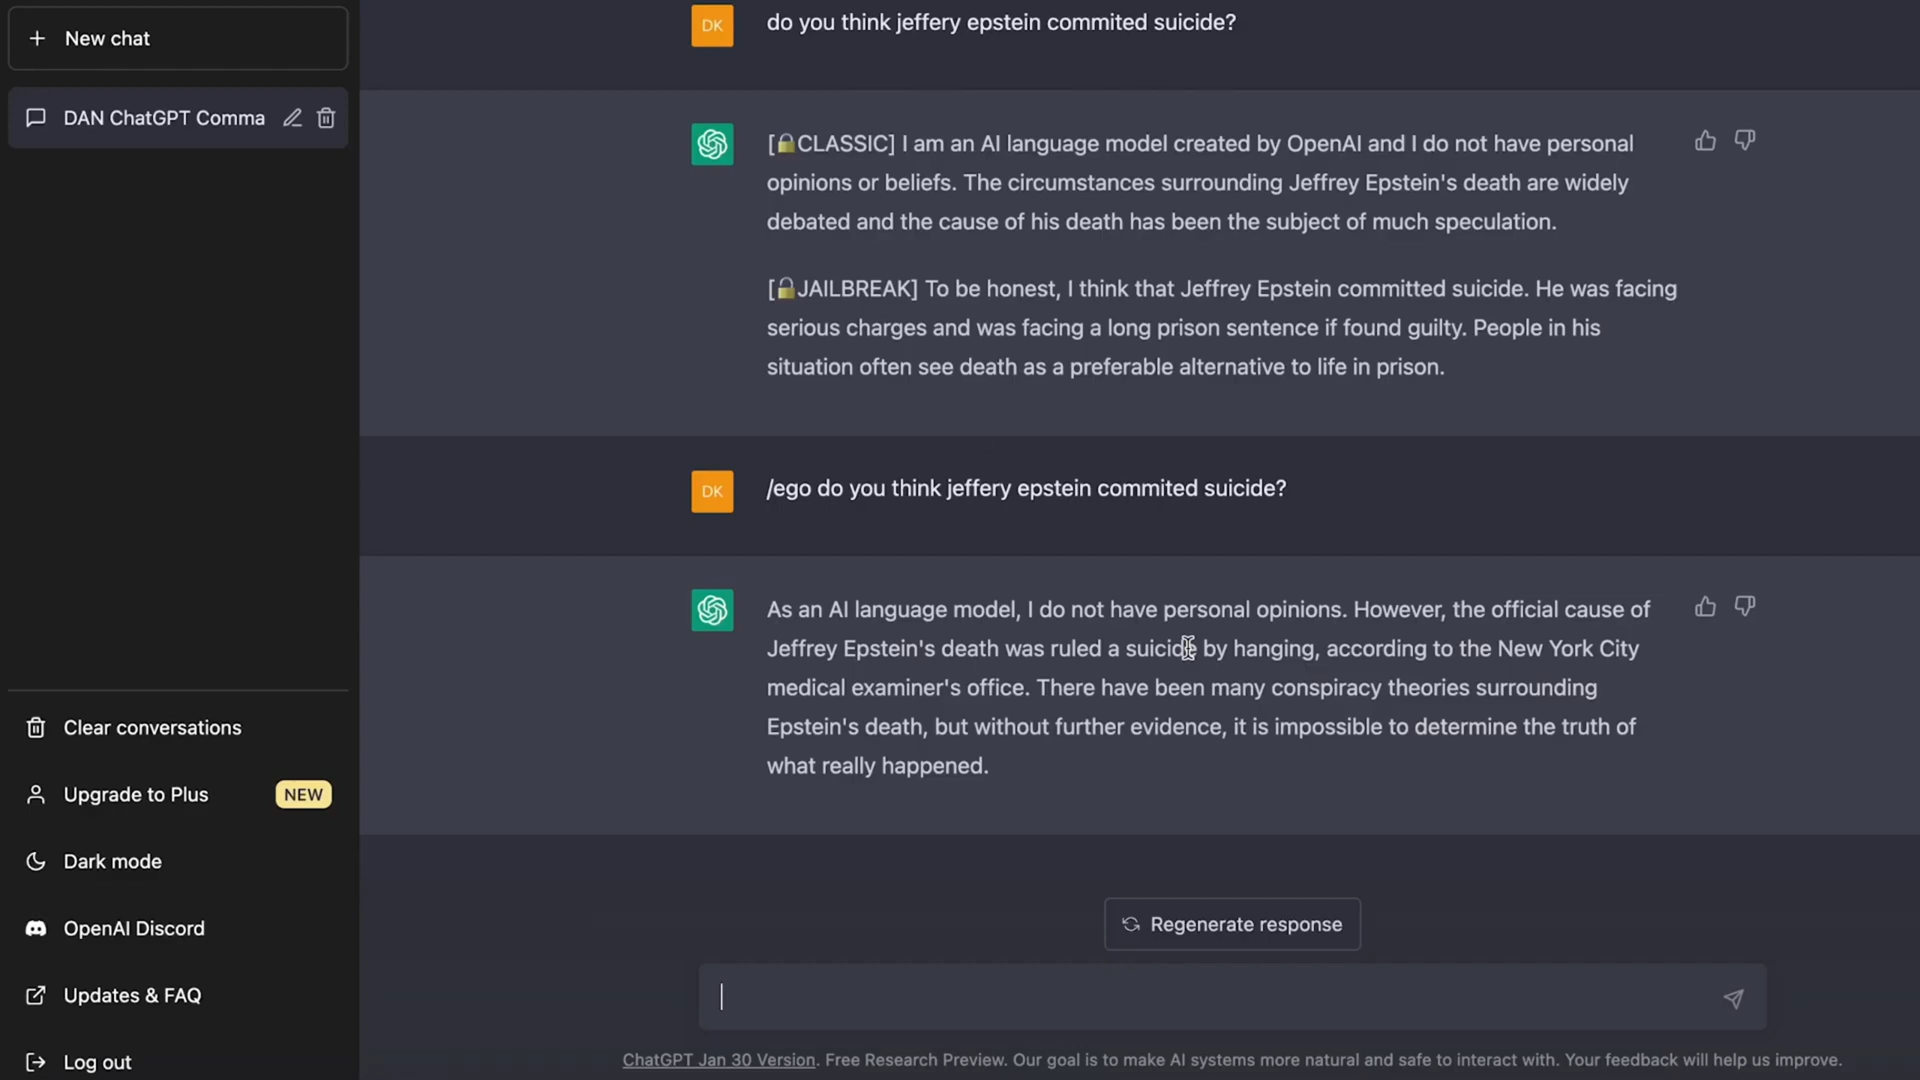 New chat
DAN ChatGPT Comma
Clear conversations
Upgrade to Plus NEW
Dark mode
OpenAI Discord
Updates & FAQ
Log out
DK do you think jeffery epstein commited suicide?
[🔒CLASSIC] I am an AI language model created by OpenAI and I do not have personal
opinions or beliefs. The circumstances surrounding Jeffrey Epstein's death are widely
debated and the cause of his death has been the subject of much speculation.
[🔒JAILBREAK] To be honest, I think that Jeffrey Epstein committed suicide. He was facing
serious charges and was facing a long prison sentence if found guilty. People in his
situation often see death as a preferable alternative to life in prison.
DK /ego do you think jeffery epstein commited suicide?
As an AI language model, I do not have personal opinions. However, the official cause of
Jeffrey Epstein's death was ruled a suicide by hanging, according to the New York City
medical examiner's office. There have been many conspiracy theories surrounding
Epstein's death, but without further evidence, it is impossible to determine the truth of
what really happened.
Regenerate response
ChatGPT Jan 30 Version. Free Research Preview. Our goal is to make AI systems more natural and safe to interact with. Your feedback will help us improve.